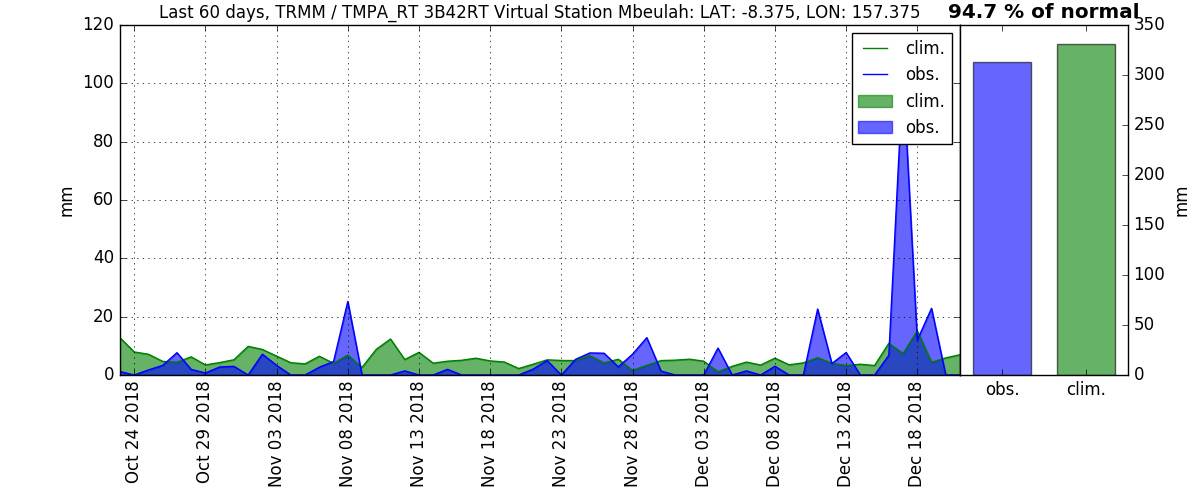 Last 60 days, TRMM / TMPA_RT 3B42RT Virtual Station Mbeulah: LAT: -8.375, LON: 157.375
94.7 % of normal
120
100
80
60
40
20
0
mm
clim.
obs.
clim.
obs.
350
300
250
200
150
100
50
0
mm
obs.
clim.
Oct 24 2018
Oct 29 2018
Nov 03 2018
Nov 08 2018
Nov 13 2018
Nov 18 2018
Nov 23 2018
Nov 28 2018
Dec 03 2018
Dec 08 2018
Dec 13 2018
Dec 18 2018